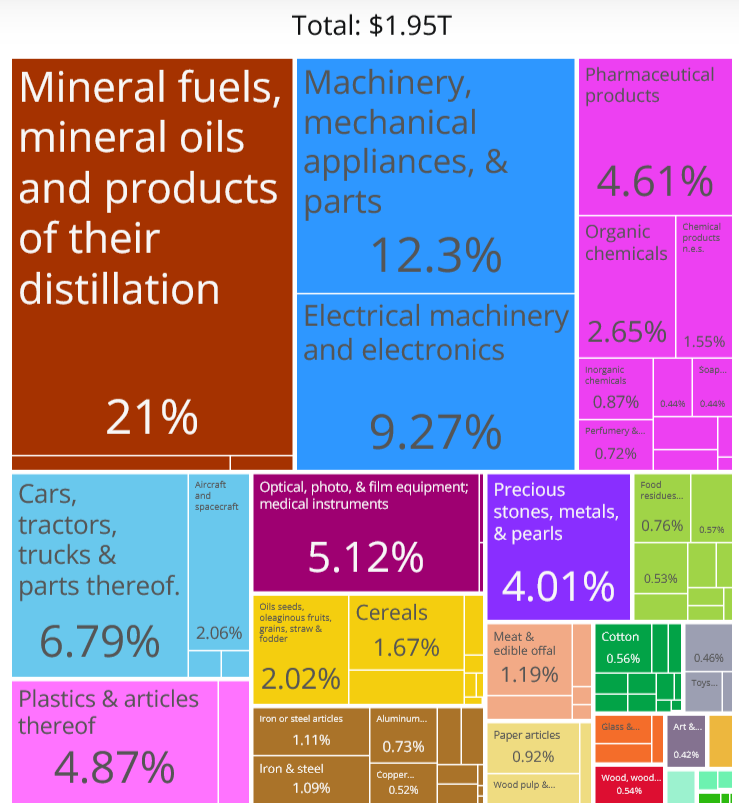 Total: $1.95T
Mineral fuels,
mineral oils
and products
of their
distillation
21%
Machinery,
mechanical
appliances, &
parts
12.3%
Electrical machinery
and electronics
9.27%
Pharmaceutical
products
4.61%
Organic
chemicals
2.65%
Chemical
products
n.e.s.
1.55%
Inorganic
chemicals
0.87%
0.44%
Soap...
0.44%
Perfumery &...
0.72%
Cars,
tractors,
trucks &
parts thereof.
6.79%
Aircraft
and
spacecraft
2.06%
Plastics & articles
thereof
4.87%
Optical, photo, & film equipment;
medical instruments
5.12%
Oils seeds,
oleaginous fruits,
grains, straw &
fodder
2.02%
Cereals
1.67%
Iron or steel articles
1.11%
Iron & steel
1.09%
Aluminum...
0.73%
Copper...
0.52%
Precious
stones, metals,
& pearls
4.01%
Food
residues...
0.76%
0.57%
0.53%
Meat &
edible offal
1.19%
Cotton
0.56%
0.46%
Toys...
Paper articles
0.92%
Wood pulp &...
Glass &...
Art &...
0.42%
Wood, wood...
0.54%